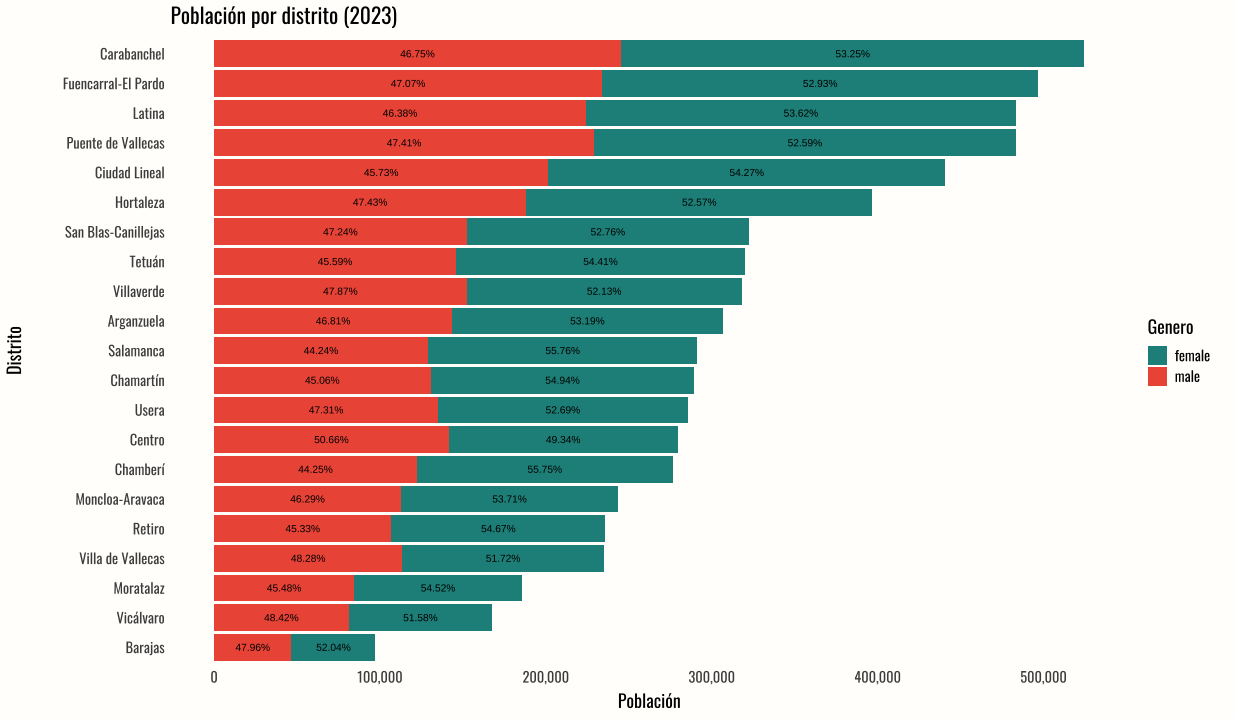 Población por distrito (2023)
Carabanchel 46.75% 53.25%
Fuencarral-El Pardo 47.07% 52.93%
Latina 46.38% 53.62%
Puente de Vallecas 47.41% 52.59%
Ciudad Lineal 45.73% 54.27%
Hortaleza 47.43% 52.57%
San Blas-Canillejas 47.24% 52.76%
Tetuán 45.59% 54.41%
Villaverde 47.87% 52.13%
Arganzuela 46.81% 53.19%
Salamanca 44.24% 55.76%
Chamartín 45.06% 54.94%
Usera 47.31% 52.69%
Centro 50.66% 49.34%
Chamberí 44.25% 55.75%
Moncloa-Aravaca 46.29% 53.71%
Retiro 45.33% 54.67%
Villa de Vallecas 48.28% 51.72%
Moratalaz 45.48% 54.52%
Vicálvaro 48.42% 51.58%
Barajas 47.96% 52.04%
0 100,000 200,000 300,000 400,000 500,000
Población
Distrito
Genero
female
male